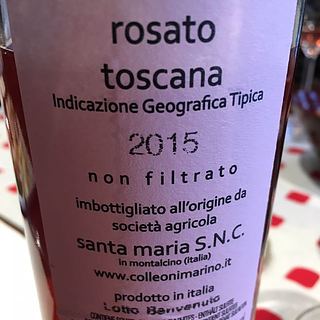 rosato
toscana
Indicazione Geografica Tipica
2015
non filtrato
imbottigliato all'origine da
società agricola
santa maria S.N.C.
in montalcino (italia)
www.colleonimarino.it
prodotto in italia
Lotto Benvenuto